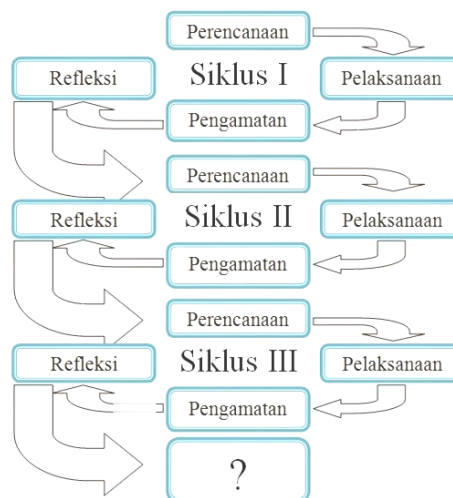 Perencanaan
Refleksi
Siklus I
Pelaksanaan
Pengamatan
Perencanaan
Refleksi
Siklus II
Pelaksanaan
Pengamatan
Perencanaan
Refleksi
Siklus III
Pelaksanaan
Pengamatan
?